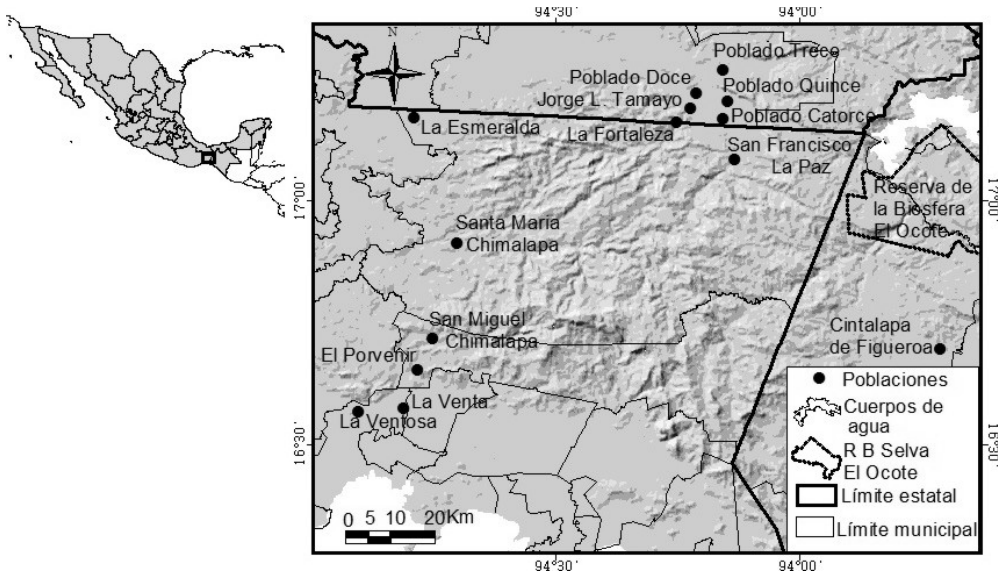 94°30'
94°00'
N
Poblado Trece
Poblado Doce
Poblado Quince
Jorge L. Tamayo
Poblado Catorce
La Esmeralda
La Fortaleza
San Francisco
La Paz
17°00'
17°00'
Reserva de
la Biosfera
El Ocote
Santa María
Chimalapa
San Miguel
Chimalapa
Cintalapa
de Figueroa
El Porvenir
La Venta
La Ventosa
16°30'
16°30'
Poblaciones
Cuerpos de
agua
R B Selva
El Ocote
Límite estatal
Límite municipal
0 5 10 20Km
94°30'
94°00'